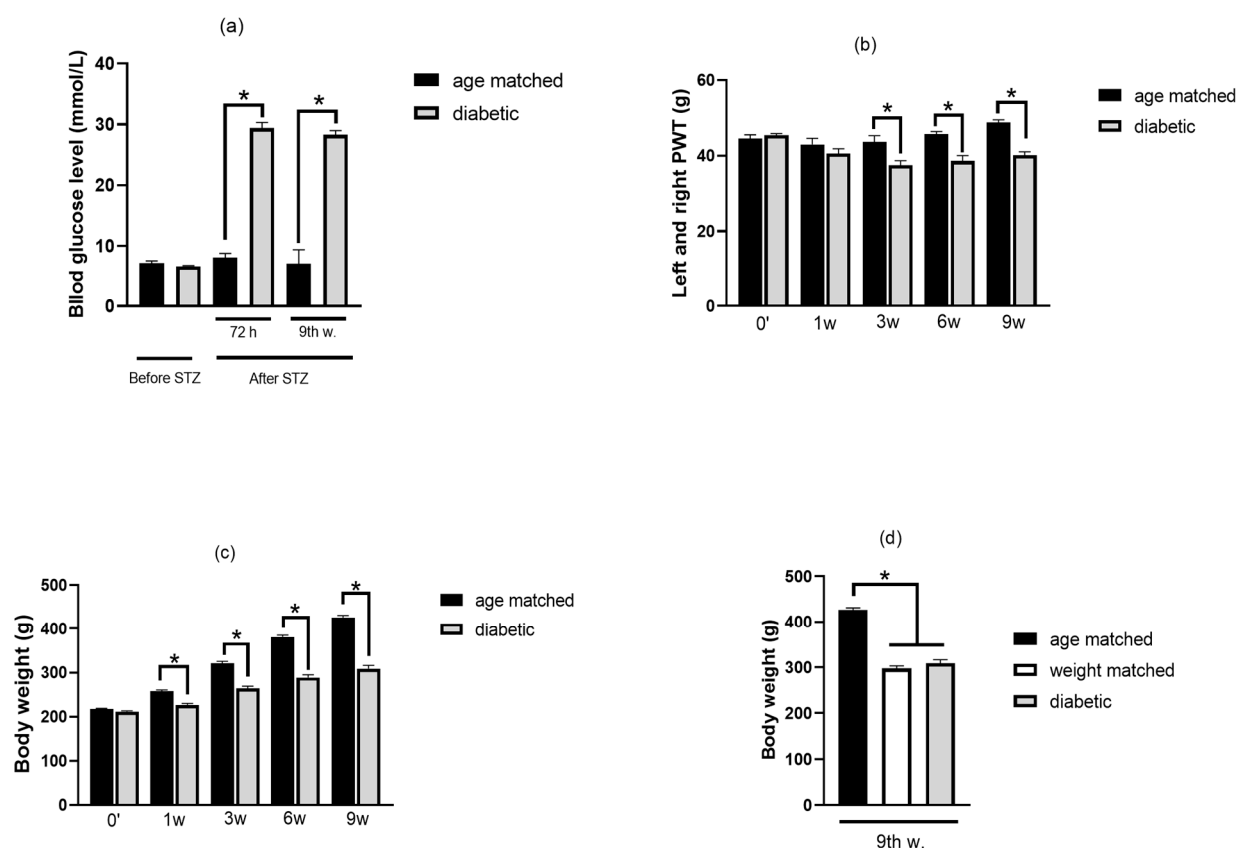 (a)
Bllod glucose level (mmol/L)
40
30
20
10
0
*
*
age matched
diabetic
72 h
9th w.
Before STZ
After STZ
(b)
Left and right PWT (g)
60
40
20
0
*
*
*
age matched
diabetic
0'
1w
3w
6w
9w
(c)
Body weight (g)
500
400
300
200
100
0
*
*
*
*
age matched
diabetic
0'
1w
3w
6w
9w
(d)
Body weight (g)
500
400
300
200
100
0
*
age matched
weight matched
diabetic
9th w.